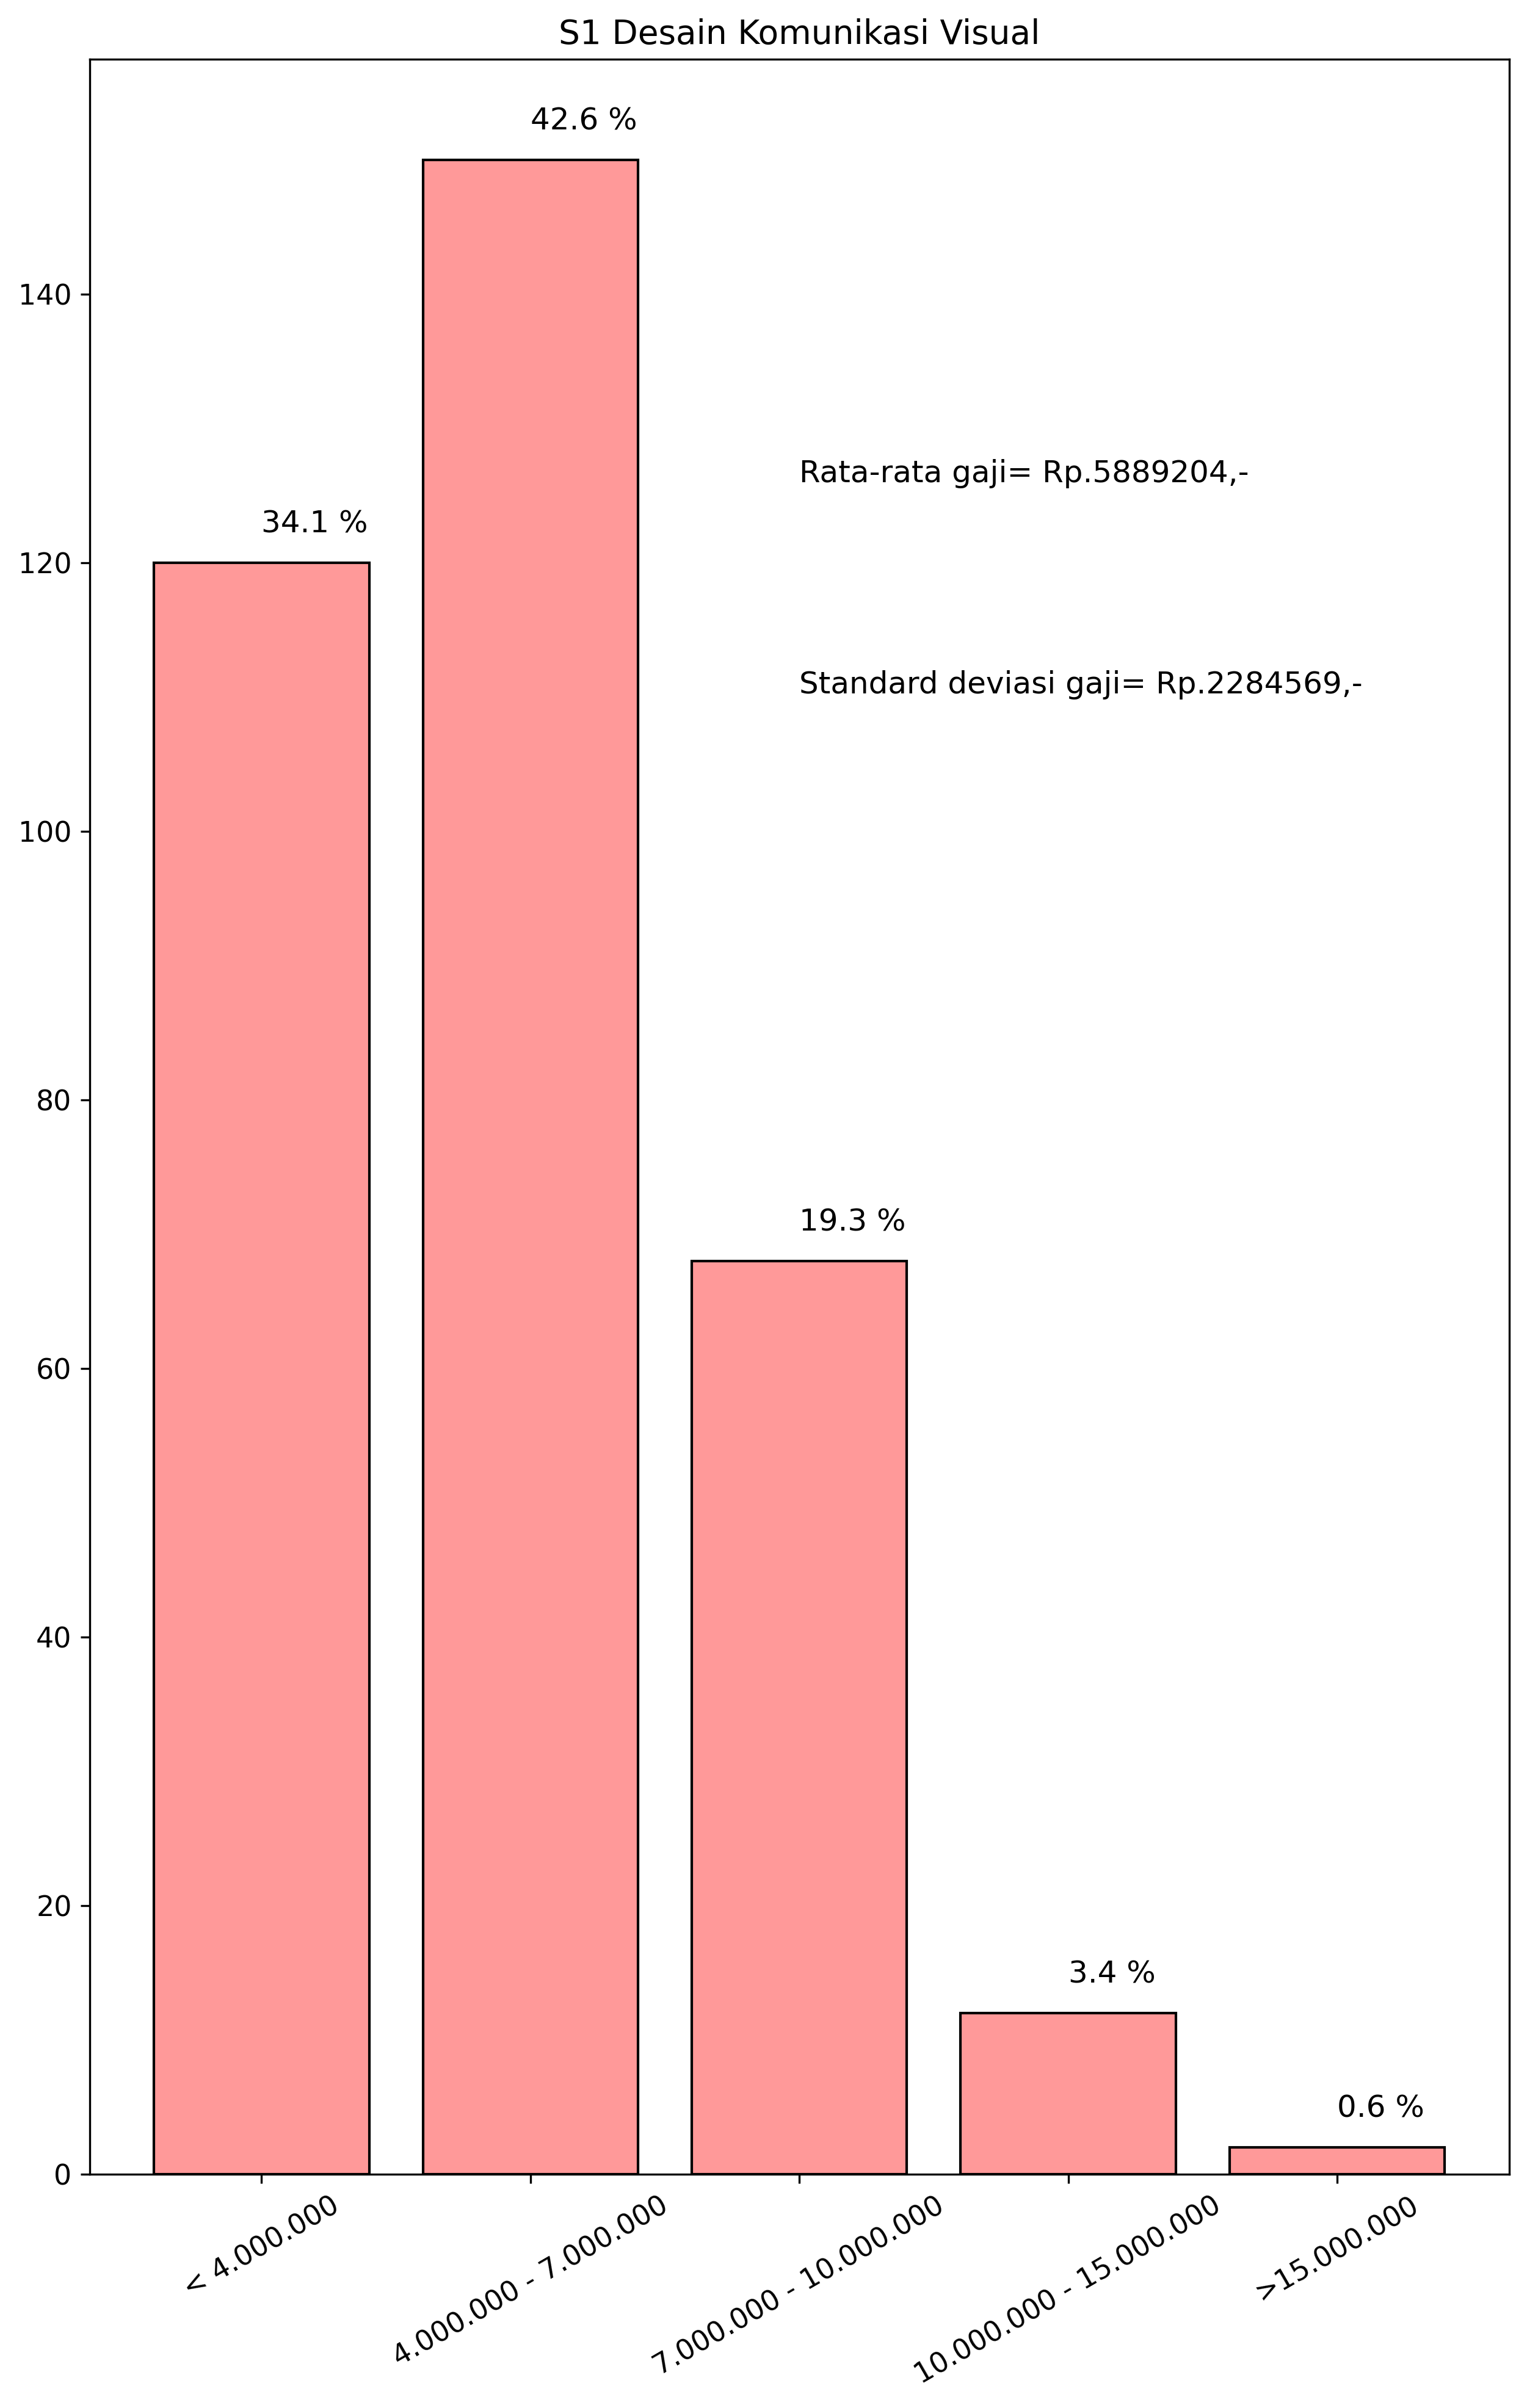 S1 Desain Komunikasi Visual
42.6 %
34.1 %
Rata-rata gaji= Rp.5889204,-
Standard deviasi gaji= Rp.2284569,-
19.3 %
3.4 %
0.6 %
140
120
100
80
60
40
20
0
< 4.000.000
4.000.000 - 7.000.000
7.000.000 - 10.000.000
10.000.000 - 15.000.000
>15.000.000